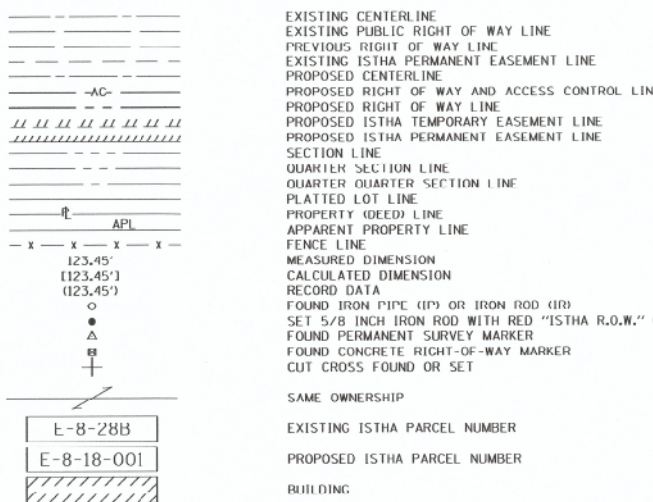 EXISTING CENTERLINE
EXISTING PUBLIC RIGHT OF WAY LINE
PREVIOUS RIGHT OF WAY LINE
EXISTING ISTHA PERMANENT EASEMENT LINE
PROPOSED CENTERLINE
AC PROPOSED RIGHT OF WAY AND ACCESS CONTROL LIN
PROPOSED RIGHT OF WAY LINE
PROPOSED ISTHA TEMPORARY EASEMENT LINE
PROPOSED ISTHA PERMANENT EASEMENT LINE
SECTION LINE
QUARTER SECTION LINE
QUARTER QUARTER SECTION LINE
PLATTED LOT LINE
PL PROPERTY (DEED) LINE
APL APPARENT PROPERTY LINE
x x x x FENCE LINE
123.45' MEASURED DIMENSION
[123.45'] CALCULATED DIMENSION
(123.45') RECORD DATA
FOUND IRON PIPE (IP) OR IRON ROD (IR)
SET 5/8 INCH IRON ROD WITH RED "ISTHA R.O.W."
FOUND PERMANENT SURVEY MARKER
FOUND CONCRETE RIGHT-OF-WAY MARKER
CUT CROSS FOUND OR SET
SAME OWNERSHIP
E-8-28B EXISTING ISTHA PARCEL NUMBER
E-8-18-001 PROPOSED ISTHA PARCEL NUMBER
BUILDING